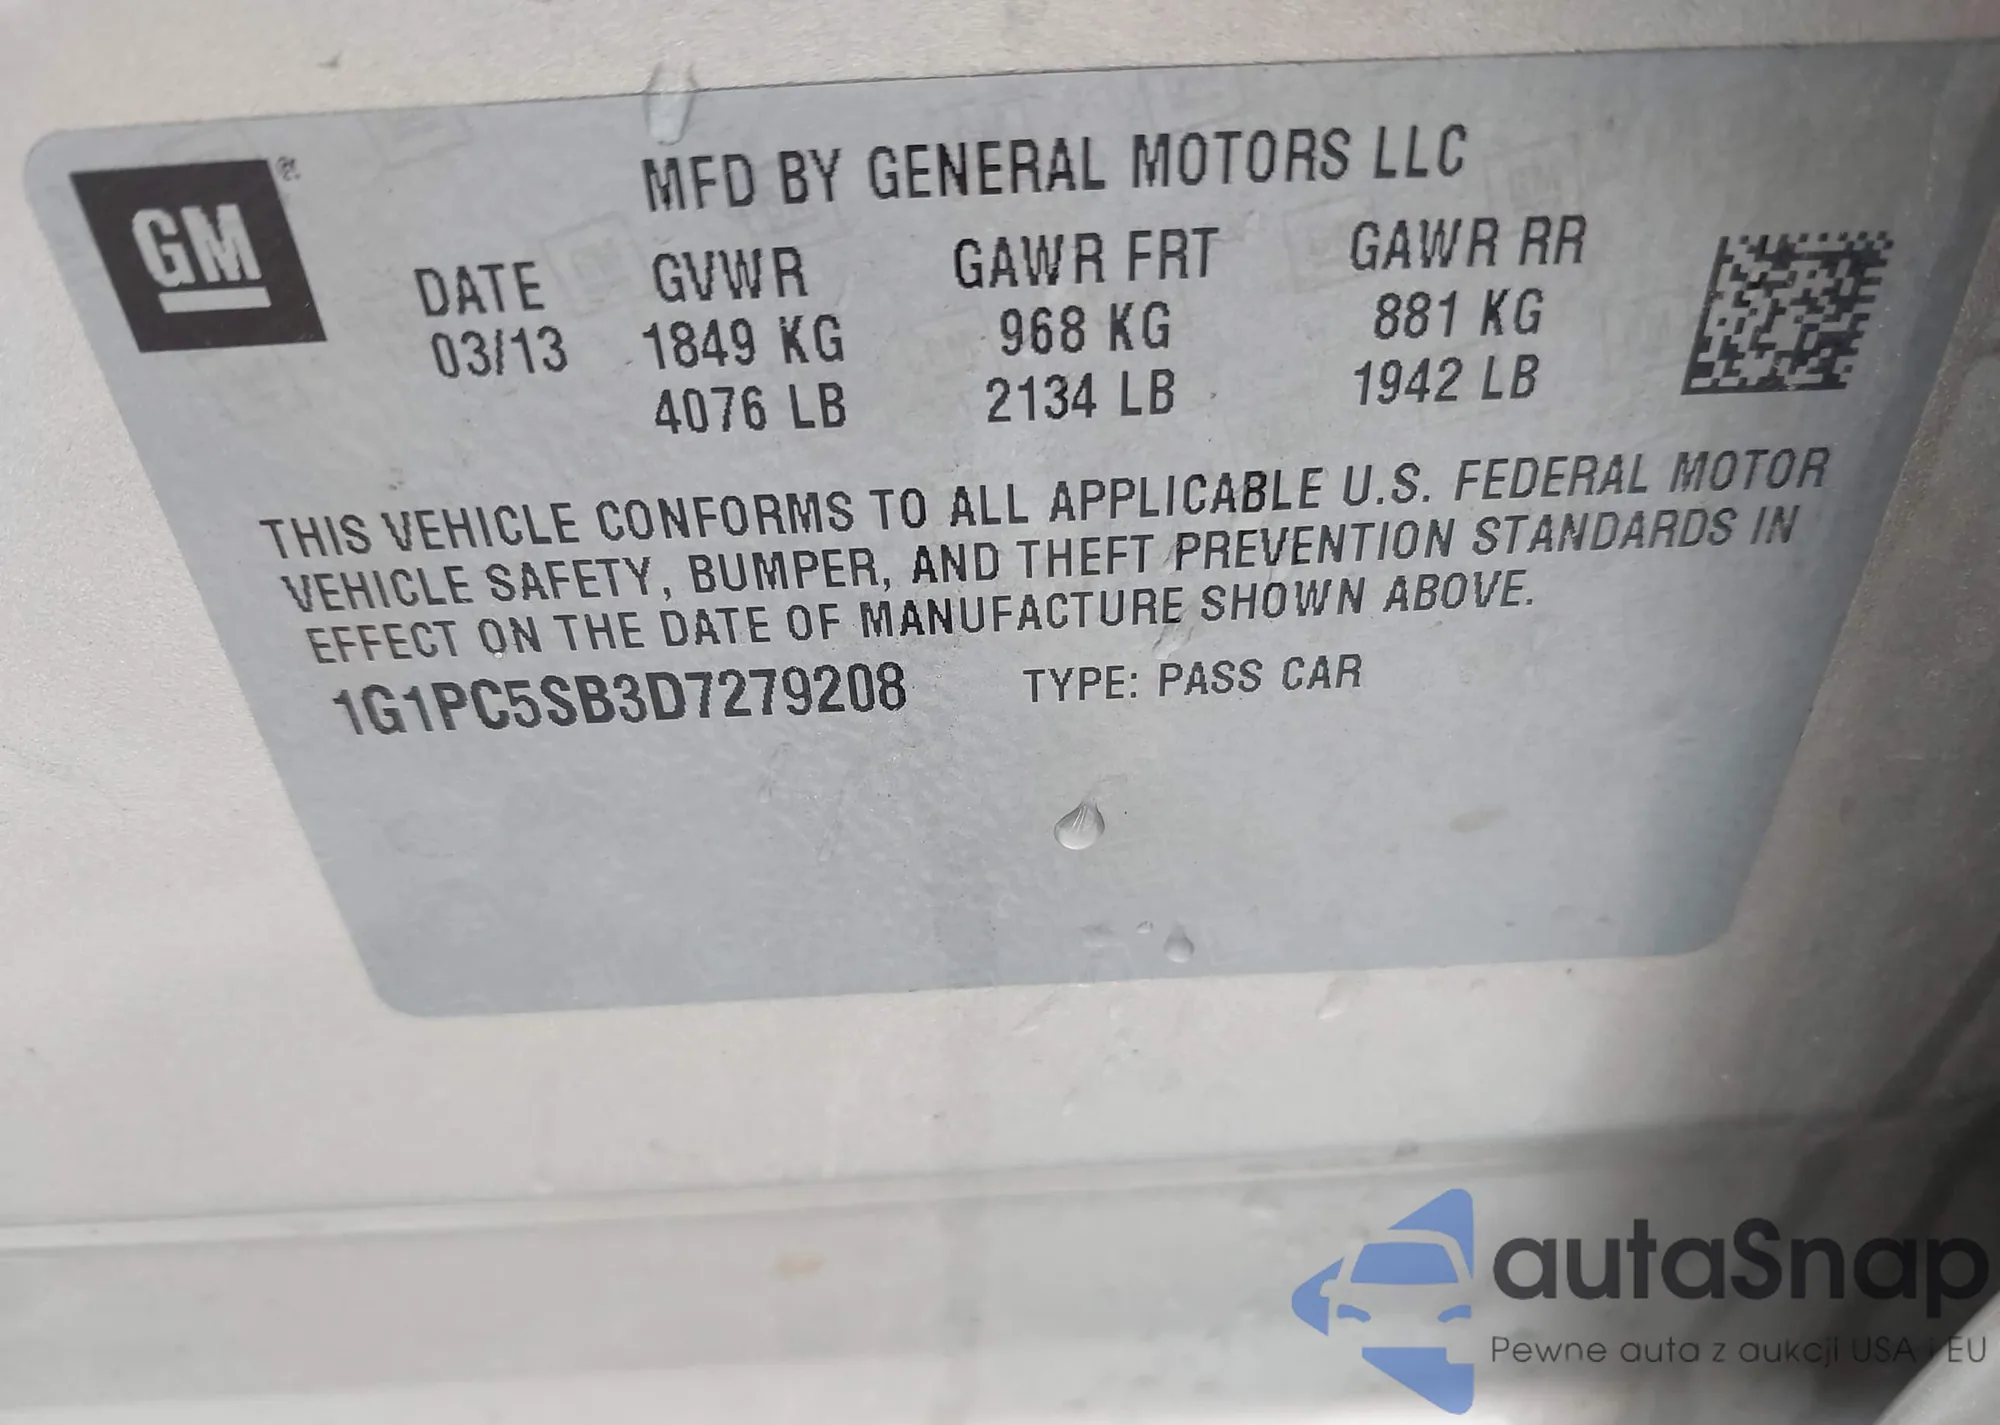 GM ®
MFD BY GENERAL MOTORS LLC
DATE GVWR GAWR FRT GAWR RR
03/13 1849 KG 968 KG 881 KG
4076 LB 2134 LB 1942 LB
THIS VEHICLE CONFORMS TO ALL APPLICABLE U.S. FEDERAL MOTOR
VEHICLE SAFETY, BUMPER, AND THEFT PREVENTION STANDARDS IN
EFFECT ON THE DATE OF MANUFACTURE SHOWN ABOVE.
1G1PC5SB3D7279208 TYPE: PASS CAR
autaSnap
Pewne auta z aukcji USA i EU